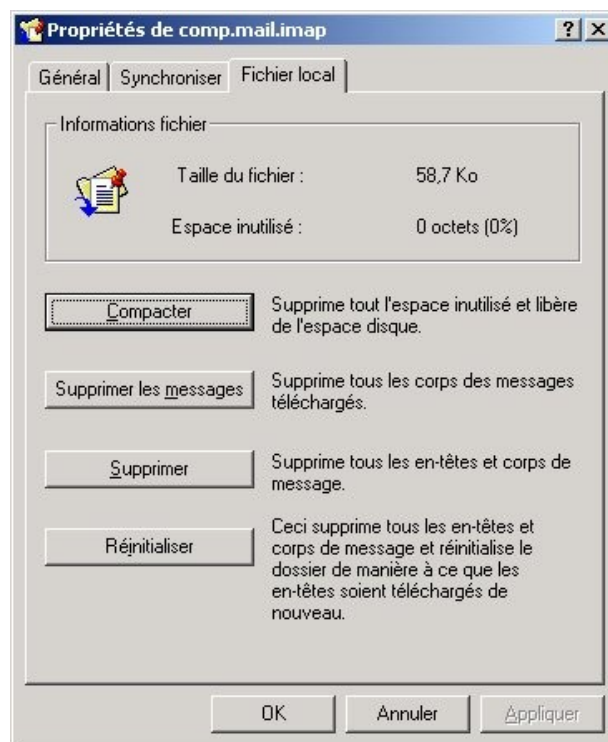 Propriétés de comp.mail.imap
Général Synchroniser Fichier local
Informations fichier
Taille du fichier : 58,7 Ko
Espace inutilisé : 0 octets (0%)
Compacter
Supprime tout l'espace inutilisé et libère
de l'espace disque.
Supprimer les messages
Supprime tous les corps des messages
téléchargés.
Supprimer
Supprime tous les en-têtes et corps de
message.
Réinitialiser
Ceci supprime tous les en-têtes et
corps de message et réinitialise le
dossier de manière à ce que les
en-têtes soient téléchargés de
nouveau.
OK Annuler Appliquer